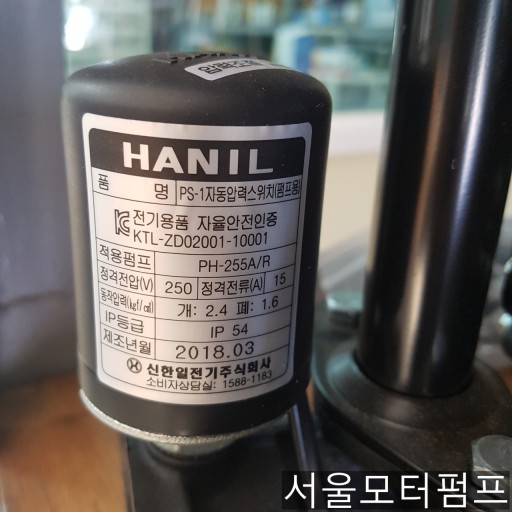 압력조절
HANIL
품 명 PS-1자동압력스위치(펌프용)
전기용품 자율안전인증
KTL-ZD02001-10001
적용펌프 PH-255A/R
정격전압(V) 250 정격전류(A) 15
동작압력(kgf/㎠) 개: 2.4 폐: 1.6
IP등급 IP 54
제조년월 2018.03
신한일전기주식회사
소비자상담실: 1588-1183
서울모터펌프